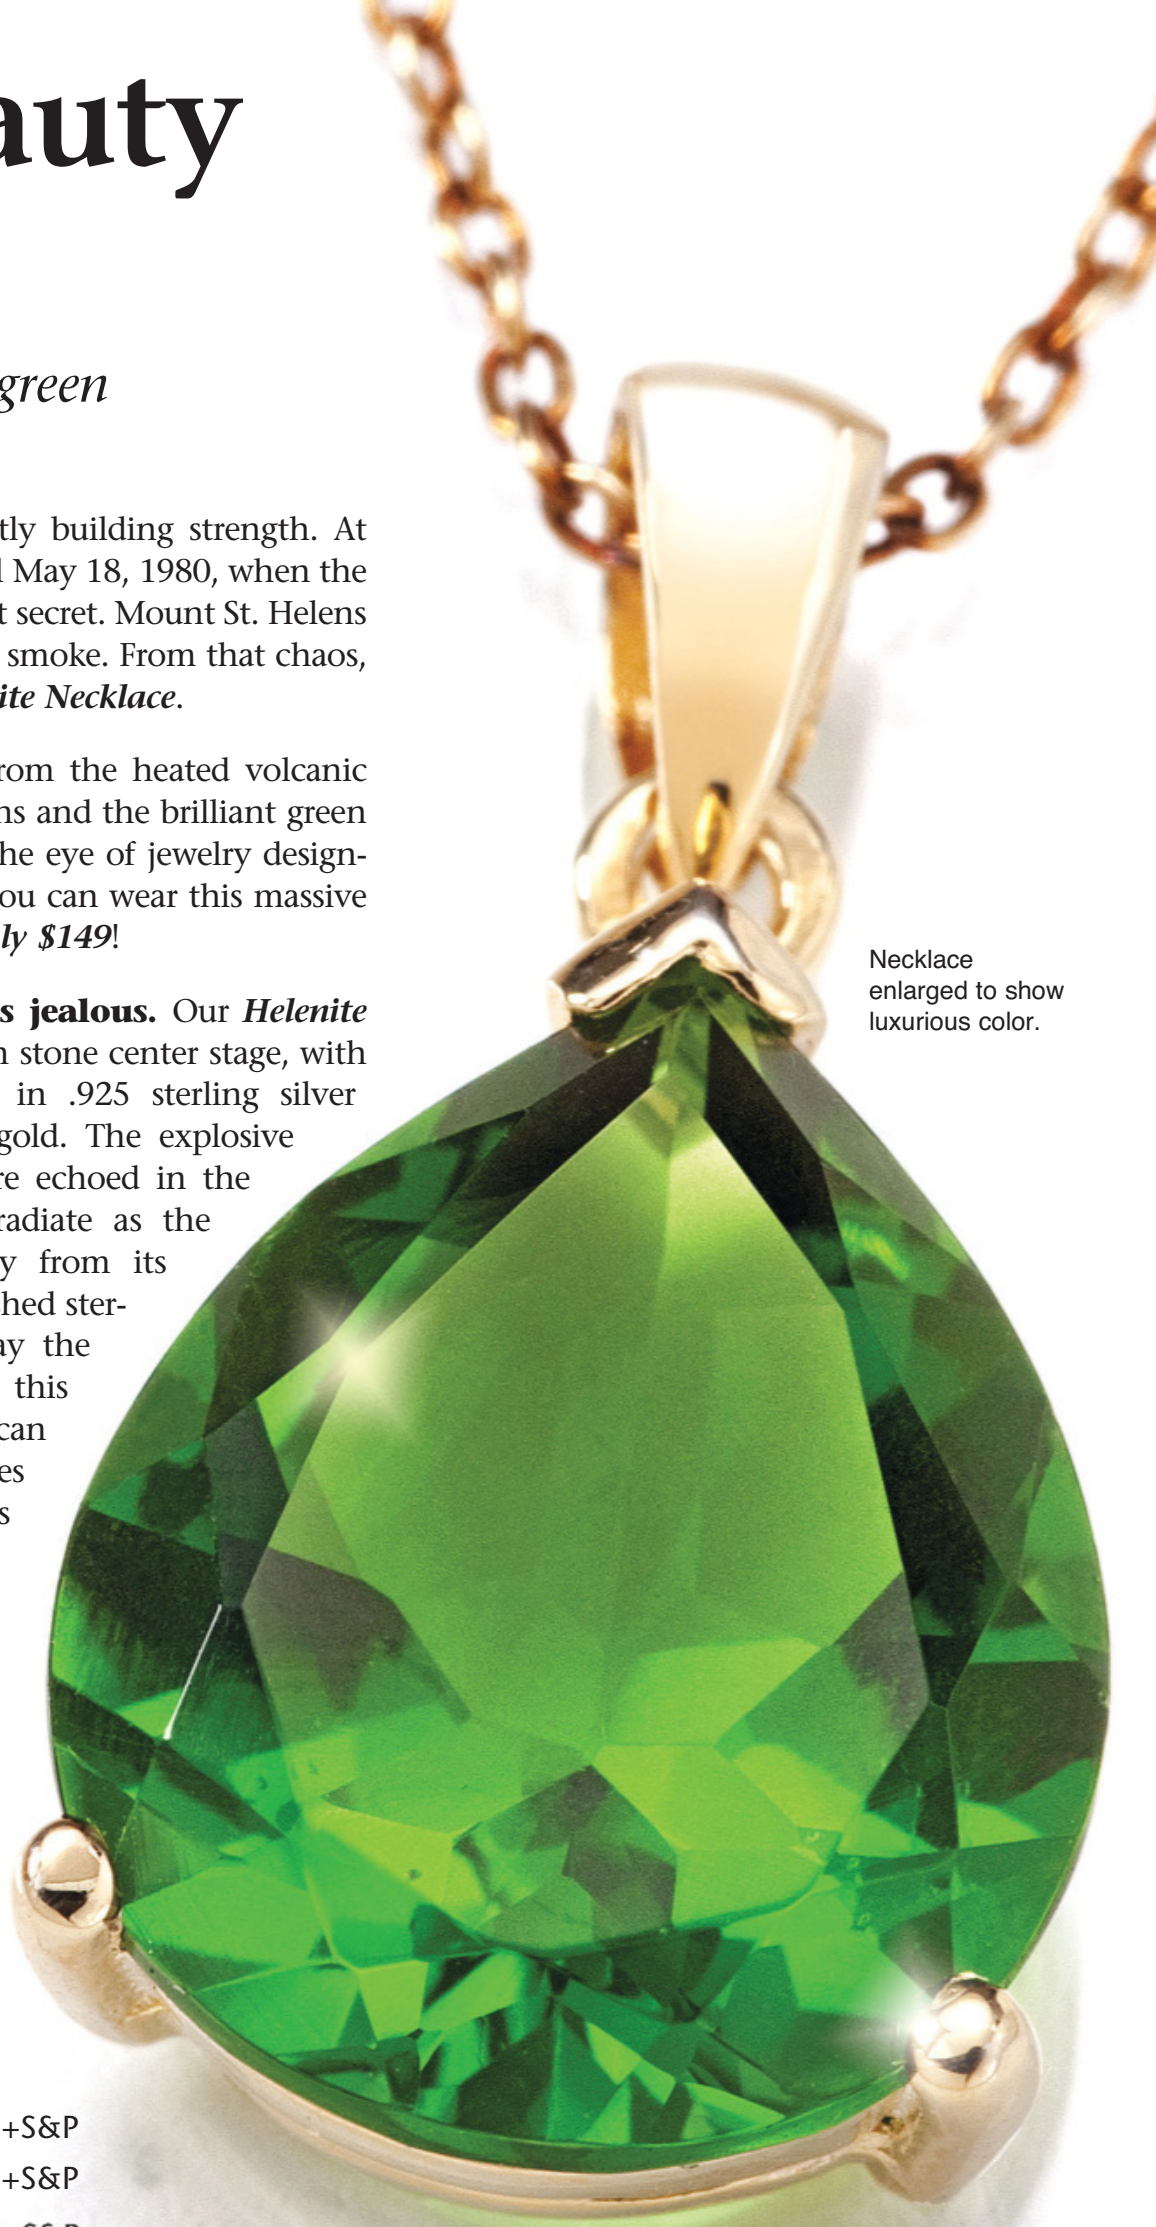 auty
green
tly building strength. At
l May 18, 1980, when the
t secret. Mount St. Helens
smoke. From that chaos,
ite Necklace.
rom the heated volcanic
ns and the brilliant green
he eye of jewelry design-
ou can wear this massive
ly $149!
s jealous. Our Helenite
n stone center stage, with
in .925 sterling silver
gold. The explosive
re echoed in the
radiate as the
y from its
hed ster-
ay the
this
can
es
s
Necklace
enlarged to show
luxurious color.
+S&P
+S&P